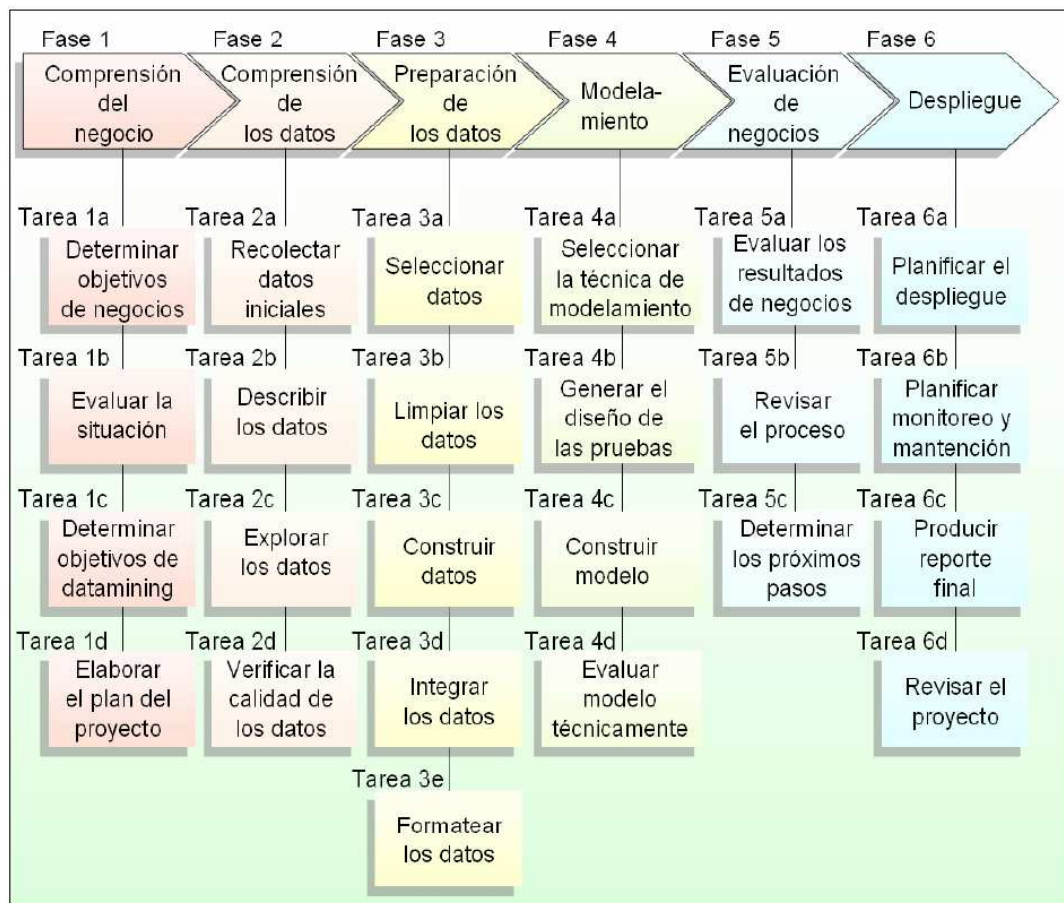 Fase 1
Fase 2
Fase 3
Fase 4
Fase 5
Fase 6
Comprensión
del
negocio
Comprensión
de
los datos
Preparación
de
los datos
Modela-
miento
Evaluación
de
negocios
Despliegue
Tarea 1a
Determinar
objetivos
de negocios
Tarea 2a
Recolectar
datos
iniciales
Tarea 3a
Seleccionar
datos
Tarea 4a
Seleccionar
la técnica de
modelamiento
Tarea 5a
Evaluar los
resultados
de negocios
Tarea 6a
Planificar el
despliegue
Tarea 1b
Evaluar la
situación
Tarea 2b
Describir
los datos
Tarea 3b
Limpiar los
datos
Tarea 4b
Generar el
diseño de
las pruebas
Tarea 5b
Revisar
el proceso
Tarea 6b
Planificar
monitoreo y
mantención
Tarea 1c
Determinar
objetivos de
datamining
Tarea 2c
Explorar
los datos
Tarea 3c
Construir
datos
Tarea 4c
Construir
modelo
Tarea 5c
Determinar
los próximos
pasos
Tarea 6c
Producir
reporte
final
Tarea 1d
Elaborar
el plan del
proyecto
Tarea 2d
Verificar la
calidad de
los datos
Tarea 3d
Integrar
los datos
Tarea 4d
Evaluar
modelo
técnicamente
Tarea 6d
Revisar el
proyecto
Tarea 3e
Formatear
los datos